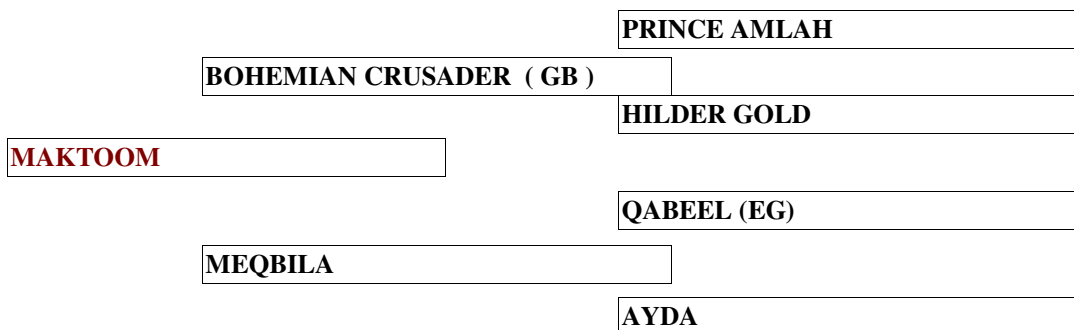 PRINCE AMLAH
BOHEMIAN CRUSADER ( GB )
HILDER GOLD
MAKTOOM
QABEEL (EG)
MEQBILA
AYDA